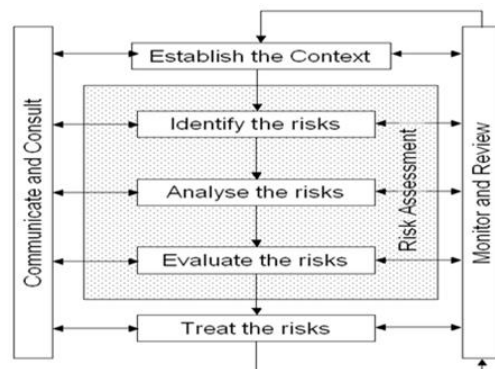 Establish the Context
Identify the risks
Analyse the risks
Evaluate the risks
Treat the risks
Communicate and Consult
Risk Assessment
Monitor and Review